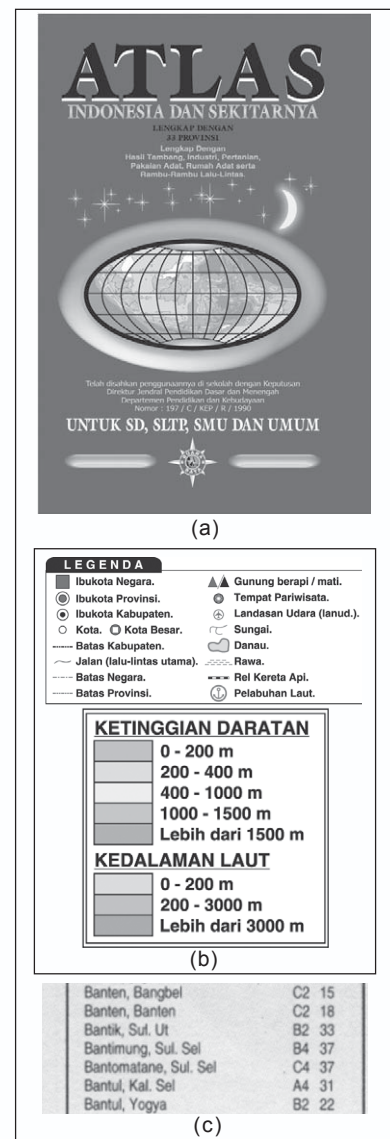 ATLAS
INDONESIA DAN SEKITARNYA
LENGKAP DENGAN
33 PROVINSI
Lengkap Dengan
Hasil Tambang, Industri, Pertanian,
Pakaian Adat, Rumah Adat serta
Rambu-Rambu Lalu-Lintas.
Telah disahkan penggunaannya di sekolah dengan Keputusan
Direktur Jendral Pendidikan Dasar dan Menengah
Departemen Pendidikan dan Kebudayaan
Nomor : 197 / C / KEP / R / 1990
UNTUK SD, SLTP, SMU DAN UMUM
(a)
LEGENDA
Ibukota Negara.
Ibukota Provinsi.
Ibukota Kabupaten.
Kota. Kota Besar.
Batas Kabupaten.
Jalan (lalu-lintas utama).
Batas Negara.
Batas Provinsi.
Gunung berapi / mati.
Tempat Pariwisata.
Landasan Udara (lanud.).
Sungai.
Danau.
Rawa.
Rel Kereta Api.
Pelabuhan Laut.
KETINGGIAN DARATAN
0 - 200 m
200 - 400 m
400 - 1000 m
1000 - 1500 m
Lebih dari 1500 m
KEDALAMAN LAUT
0 - 200 m
200 - 3000 m
Lebih dari 3000 m
(b)
Banten, Bangbel C2 15
Banten, Banten C2 18
Bantik, Sul. Ut B2 33
Bantimung, Sul. Sel B4 37
Bantomatane, Sul. Sel C4 37
Bantul, Kal. Sel A4 31
Bantul, Yogya B2 22
(c)